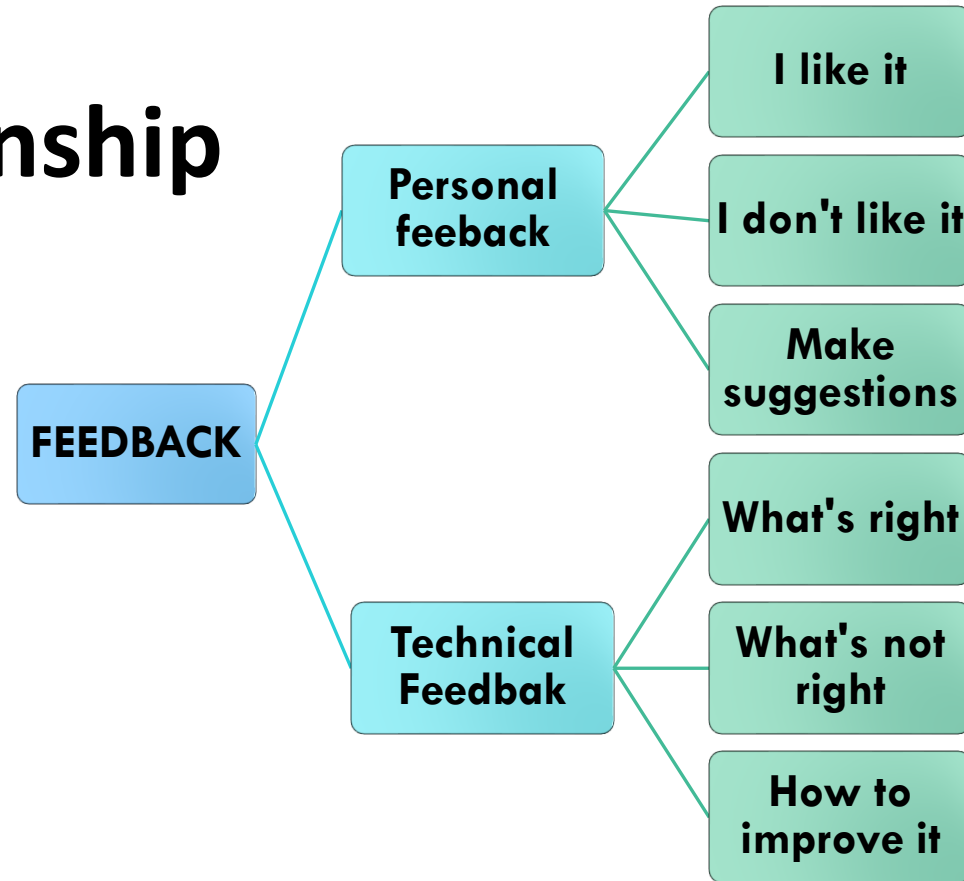 nship
FEEDBACK
Personal
feeback
I like it
I don't like it
Make
suggestions
Technical
Feedbak
What's right
What's not
right
How to
improve it